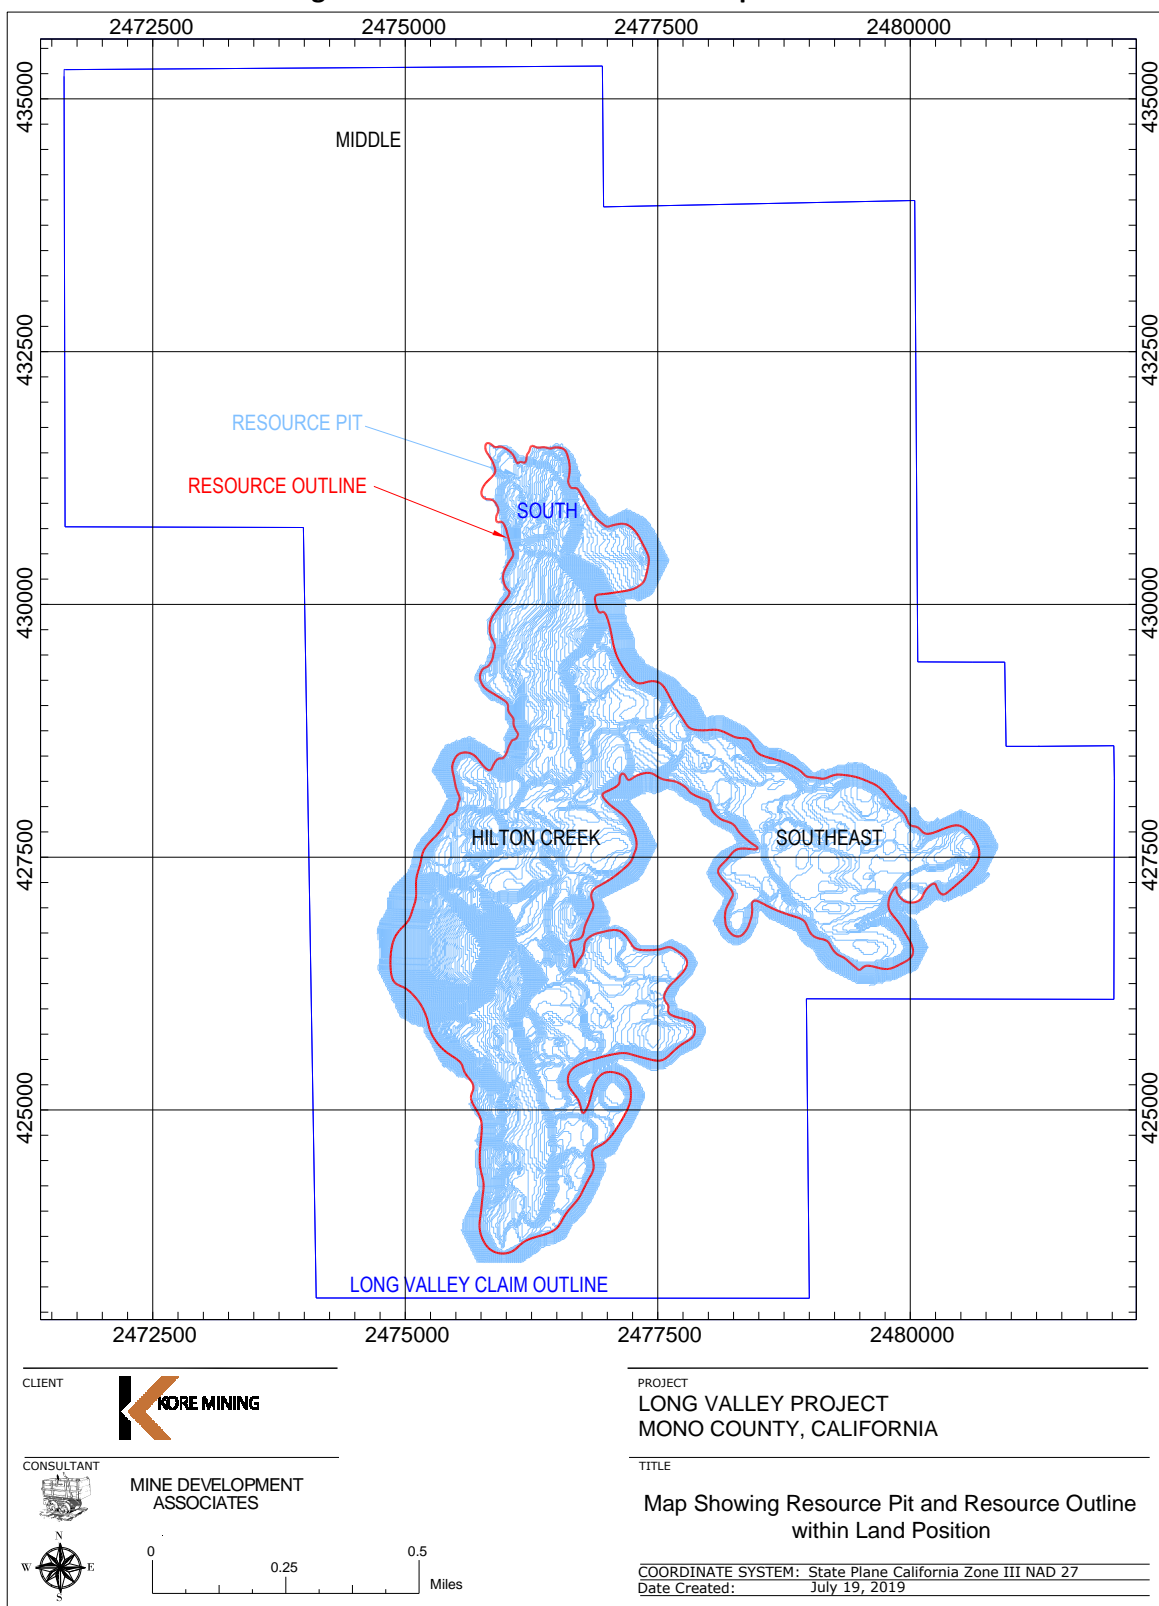 2472500 2475000 2477500 2480000
435000 435000
MIDDLE
432500 432500
RESOURCE PIT
RESOURCE OUTLINE
SOUTH
430000 430000
HILTON CREEK SOUTHEAST
427500 427500
425000 425000
LONG VALLEY CLAIM OUTLINE
2472500 2475000 2477500 2480000
CLIENT
KORE MINING
PROJECT
LONG VALLEY PROJECT
MONO COUNTY, CALIFORNIA
CONSULTANT
MINE DEVELOPMENT
ASSOCIATES
TITLE
Map Showing Resource Pit and Resource Outline
within Land Position
N
W E
S
0 0.25 0.5
Miles
COORDINATE SYSTEM: State Plane California Zone III NAD 27
Date Created: July 19, 2019